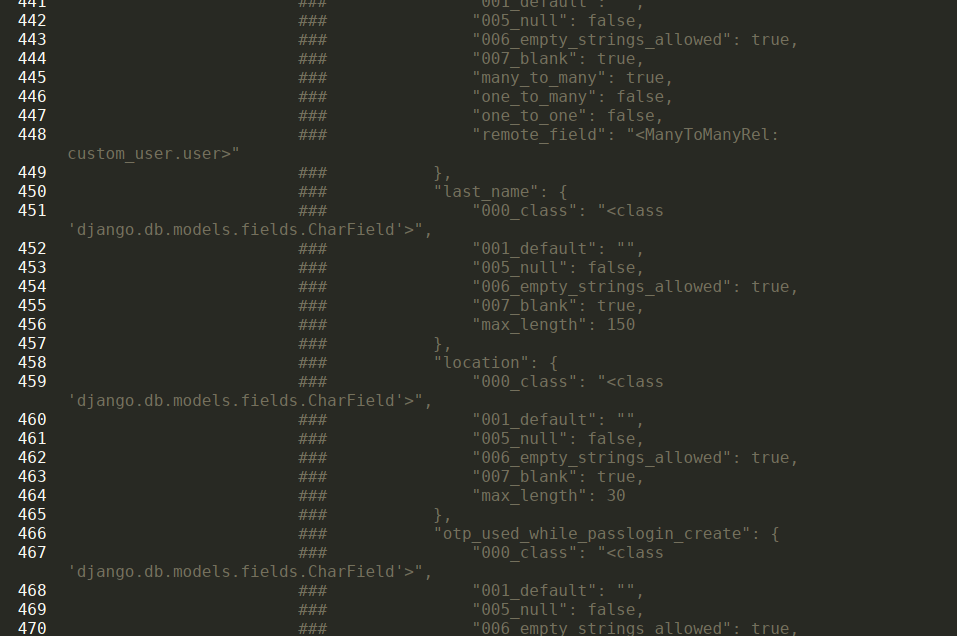 441 ### "001_default": "",
442 ### "005_null": false,
443 ### "006_empty_strings_allowed": true,
444 ### "007_blank": true,
445 ### "many_to_many": true,
446 ### "one_to_many": false,
447 ### "one_to_one": false,
448 ### "remote_field": "<ManyToManyRel:
custom_user.user>"
449 ### },
450 ### "last_name": {
451 ### "000_class": "<class
'django.db.models.fields.CharField'>",
452 ### "001_default": "",
453 ### "005_null": false,
454 ### "006_empty_strings_allowed": true,
455 ### "007_blank": true,
456 ### "max_length": 150
457 ### },
458 ### "location": {
459 ### "000_class": "<class
'django.db.models.fields.CharField'>",
460 ### "001_default": "",
461 ### "005_null": false,
462 ### "006_empty_strings_allowed": true,
463 ### "007_blank": true,
464 ### "max_length": 30
465 ### },
466 ### "otp_used_while_passlogin_create": {
467 ### "000_class": "<class
'django.db.models.fields.CharField'>",
468 ### "001_default": "",
469 ### "005_null": false,
470 ### "006_empty_strings_allowed": true,